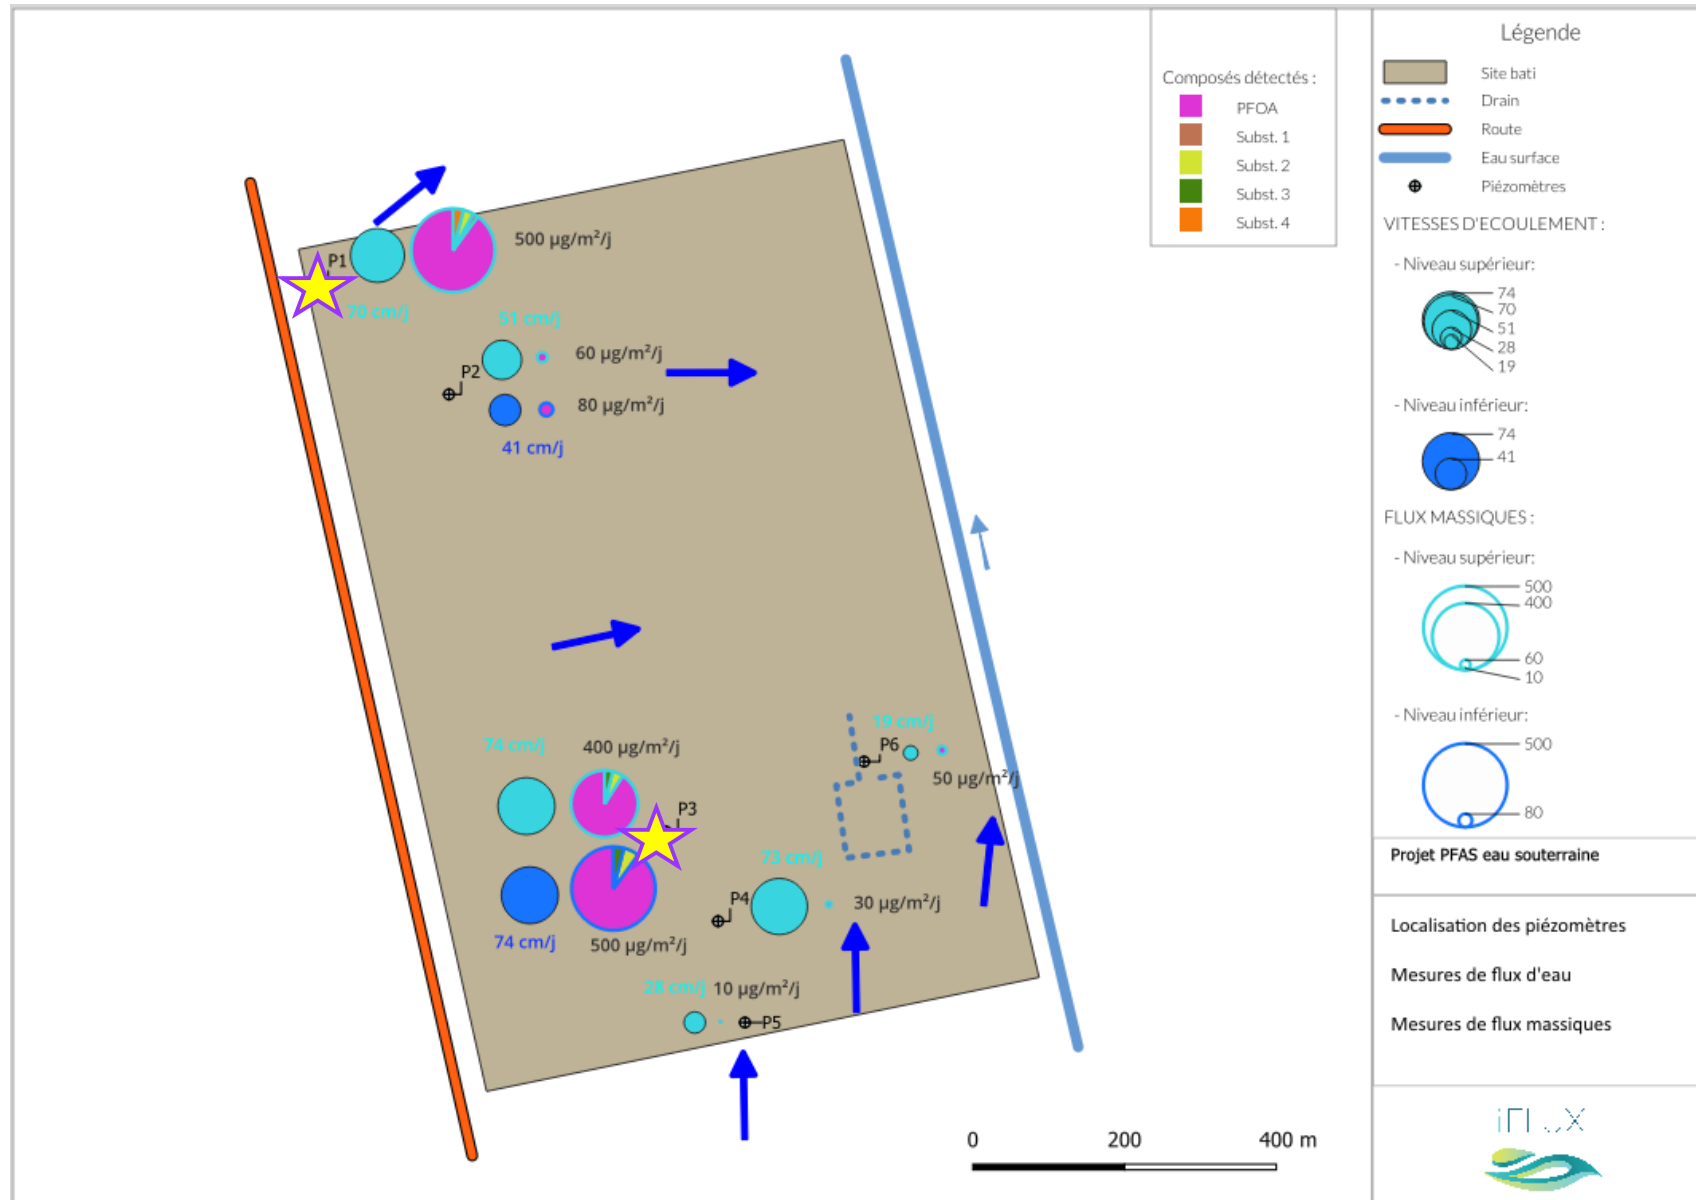 P1
500 µg/m²/j
70 cm/j
51 cm/j
60 µg/m²/j
P2
80 µg/m²/j
41 cm/j
74 cm/j
400 µg/m²/j
P3
74 cm/j
500 µg/m²/j
19 cm/j
P6
50 µg/m²/j
73 cm/j
P4
30 µg/m²/j
28 cm/j
10 µg/m²/j
P5
0
200
400 m
Composés détectés :
PFOA
Subst. 1
Subst. 2
Subst. 3
Subst. 4
Légende
Site bati
Drain
Route
Eau surface
Piézomètres
VITESSES D'ECOULEMENT :
- Niveau supérieur:
74
70
51
28
19
- Niveau inférieur:
74
41
FLUX MASSIQUES :
- Niveau supérieur:
500
400
60
10
- Niveau inférieur:
500
80
Projet PFAS eau souterraine
Localisation des piézomètres
Mesures de flux d'eau
Mesures de flux massiques
iFLUX